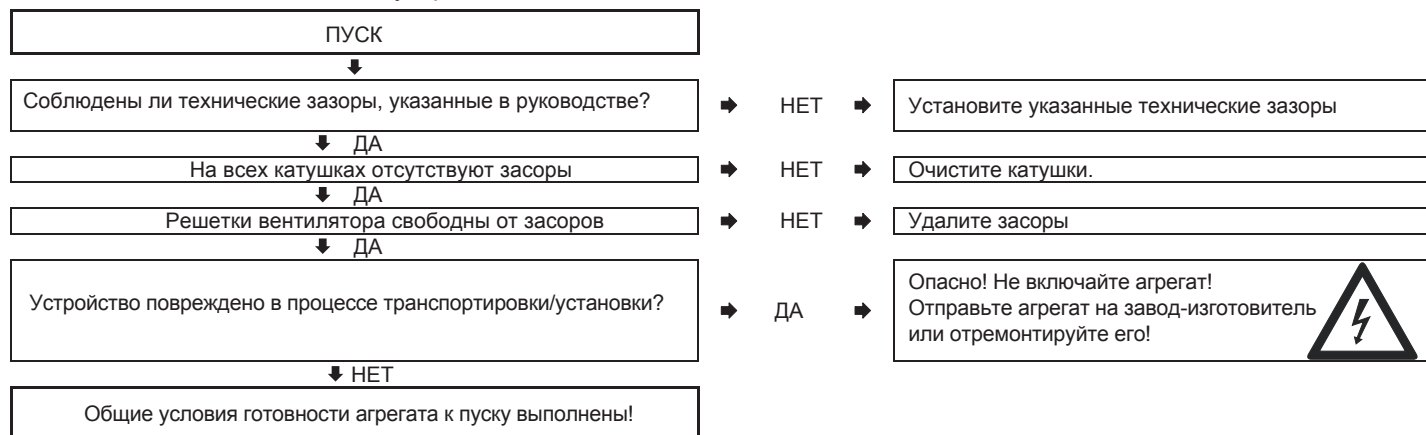 ПУСК
Соблюдены ли технические зазоры, указанные в руководстве?
НЕТ
Установите указанные технические зазоры
ДА
На всех катушках отсутствуют засоры
НЕТ
Очистите катушки.
ДА
Решетки вентилятора свободны от засоров
НЕТ
Удалите засоры
ДА
Устройство повреждено в процессе транспортировки/установки?
ДА
Опасно! Не включайте агрегат!
Отправьте агрегат на завод-изготовитель
или отремонтируйте его!
НЕТ
Общие условия готовности агрегата к пуску выполнены!